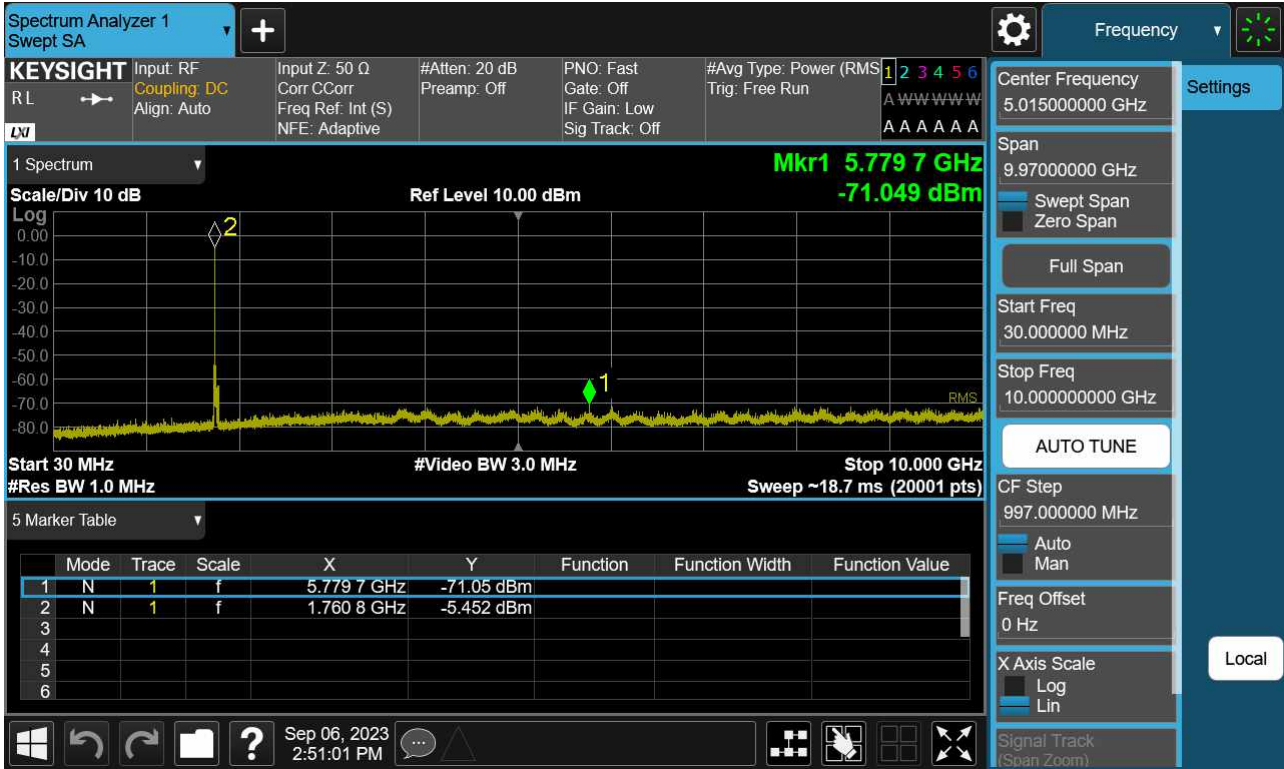 Spectrum Analyzer 1
Swept SA
Frequency
KEYSIGHT
RL
LXI
Input: RF
Coupling: DC
Align: Auto
Input Z: 50 Ω
Corr CCorr
Freq Ref: Int (S)
NFE: Adaptive
#Atten: 20 dB
Preamp: Off
PNO: Fast
Gate: Off
IF Gain: Low
Sig Track: Off
#Avg Type: Power (RMS
Trig: Free Run
1 2 3 4 5 6
A W W W W W
A A A A A A
1 Spectrum
Mkr1 5.779 7 GHz
-71.049 dBm
Scale/Div 10 dB
Ref Level 10.00 dBm
Log
0.00
-10.0
-20.0
-30.0
-40.0
-50.0
-60.0
-70.0
-80.0
2
1
RMS
Start 30 MHz
#Video BW 3.0 MHz
Stop 10.000 GHz
#Res BW 1.0 MHz
Sweep ~18.7 ms (20001 pts)
5 Marker Table
Mode Trace Scale X Y Function Function Width Function Value
1 N 1 f 5.779 7 GHz -71.05 dBm
2 N 1 f 1.760 8 GHz -5.452 dBm
3
4
5
6
Center Frequency
5.015000000 GHz
Settings
Span
9.97000000 GHz
Swept Span
Zero Span
Full Span
Start Freq
30.000000 MHz
Stop Freq
10.000000000 GHz
AUTO TUNE
CF Step
997.000000 MHz
Auto
Man
Freq Offset
0 Hz
X Axis Scale
Log
Lin
Local
Signal Track
(Span Zoom)
?
Sep 06, 2023
2:51:01 PM